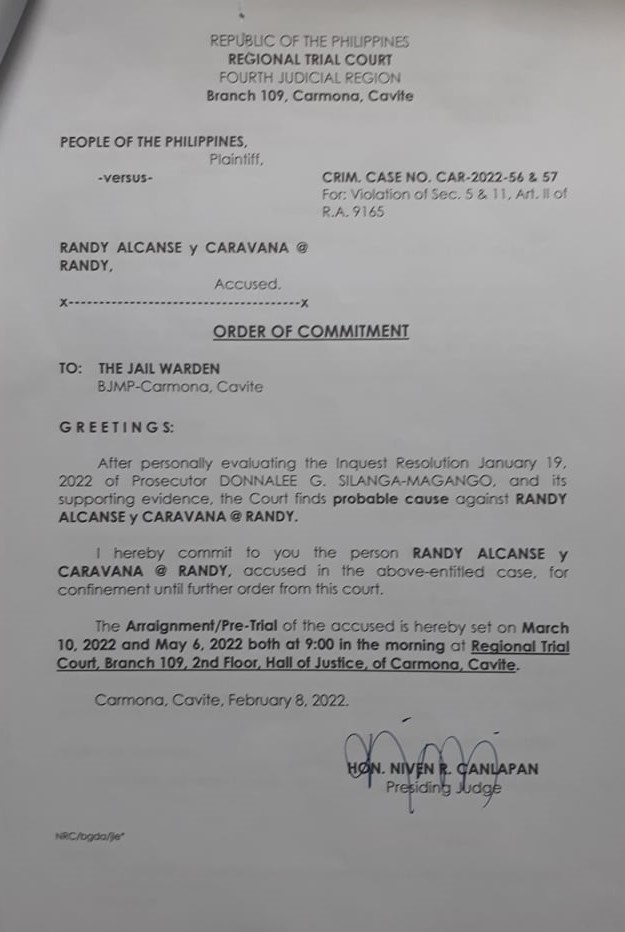 REPUBLIC OF THE PHILIPPINES
REGIONAL TRIAL COURT
FOURTH JUDICIAL REGION
Branch 109, Carmona, Cavite
PEOPLE OF THE PHILIPPINES,
Plaintiff,
-versus-
CRIM. CASE NO. CAR-2022-56 & 57
For: Violation of Sec. 5 & 11, Art. II of
R.A. 9165
RANDY ALCANSE y CARAVANA @
RANDY,
Accused.
x-----------------------------------x
ORDER OF COMMITMENT
TO: THE JAIL WARDEN
BJMP-Carmona, Cavite
G R E E T I N G S:
After personally evaluating the Inquest Resolution January 19,
2022 of Prosecutor DONNALEE G. SILANGA-MAGANGO, and its
supporting evidence, the Court finds probable cause against RANDY
ALCANSE y CARAVANA @ RANDY.
I hereby commit to you the person RANDY ALCANSE y
CARAVANA @ RANDY, accused in the above-entitled case, for
confinement until further order from this court.
The Arraignment/Pre-Trial of the accused is hereby set on March
10, 2022 and May 6, 2022 both at 9:00 in the morning at Regional Trial
Court, Branch 109, 2nd Floor, Hall of Justice, of Carmona, Cavite.
Carmona, Cavite, February 8, 2022.
HON. NIVEN R. CANLAPAN
Presiding Judge
NRC/bgda/jie*